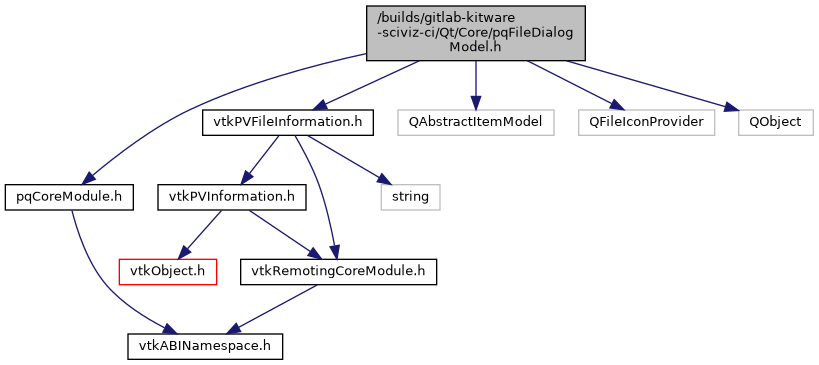 /builds/gitlab-kitware
-sciviz-ci/Qt/Core/pqFileDialog
Model.h
vtkPVFileInformation.h
QAbstractItemModel
QFileIconProvider
QObject
pqCoreModule.h
vtkPVInformation.h
string
vtkObject.h
vtkRemotingCoreModule.h
vtkABINamespace.h